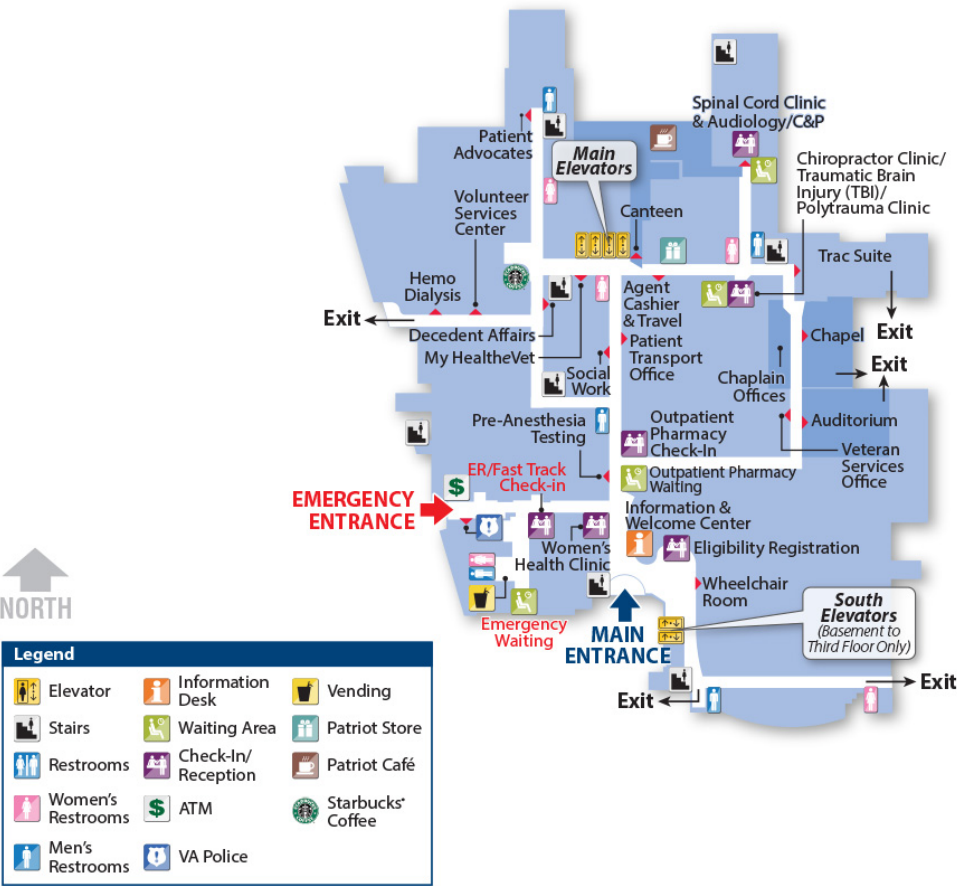 Spinal Cord Clinic
& Audiology/C&P
Patient
Advocates
Main
Elevators
Chiropractor Clinic/
Traumatic Brain
Injury (TBI)/
Polytrauma Clinic
Volunteer
Services
Center
Canteen
Trac Suite
Hemo
Dialysis
Agent
Cashier
& Travel
Exit
Decedent Affairs
My HealtheVet
Patient
Transport
Office
Social
Work
Chapel
Exit
Exit
Chaplain
Offices
Pre-Anesthesia
Testing
Outpatient
Pharmacy
Check-In
Auditorium
Veteran
Services
Office
ER/Fast Track
Check-in
Outpatient Pharmacy
Waiting
$
EMERGENCY
ENTRANCE
Information &
Welcome Center
Women's
Health Clinic
Eligibility Registration
Wheelchair
Room
NORTH
Emergency
Waiting
MAIN
ENTRANCE
South
Elevators
(Basement to
Third Floor Only)
Exit
Exit
Legend
Elevator
Information
Desk
Vending
Stairs
Waiting Area
Patriot Store
Restrooms
Check-In/
Reception
Patriot Café
Women's
Restrooms
$ ATM
Starbucks
Coffee
Men's
Restrooms
VA Police